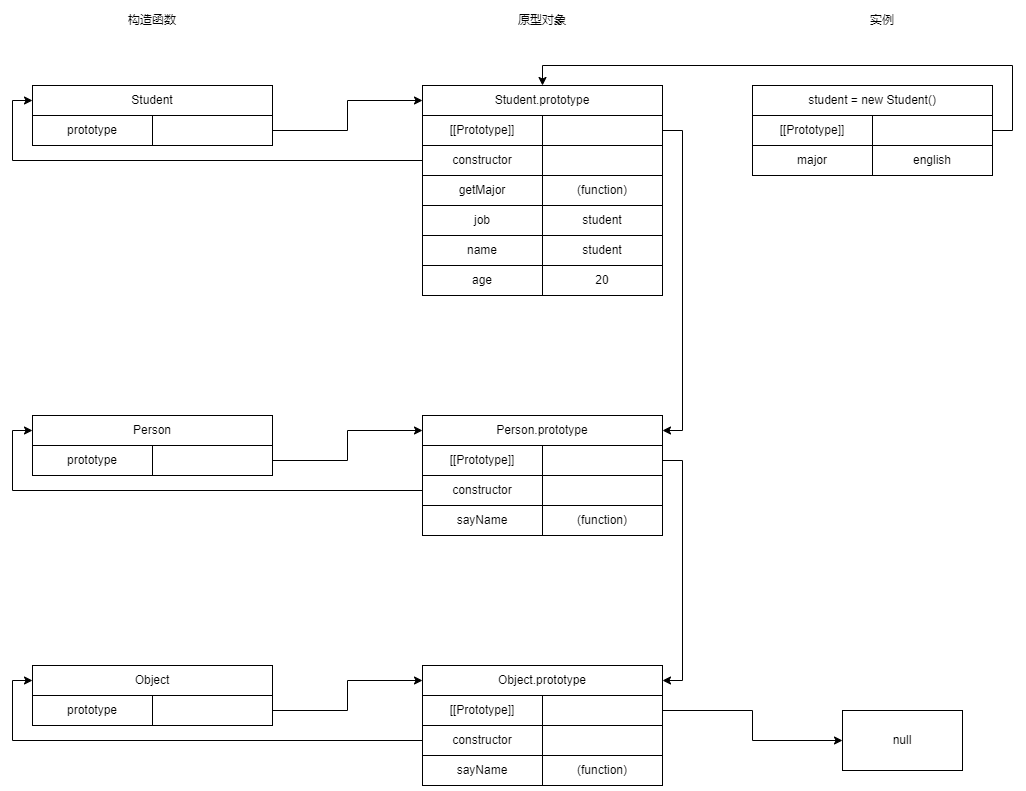 构造函数 原型对象 实例
Student Student.prototype student = new Student()
prototype [[Prototype]] [[Prototype]]
constructor major english
getMajor (function)
job student
name student
age 20
Person Person.prototype
prototype [[Prototype]]
constructor
sayName (function)
Object Object.prototype
prototype [[Prototype]]
constructor null
sayName (function)